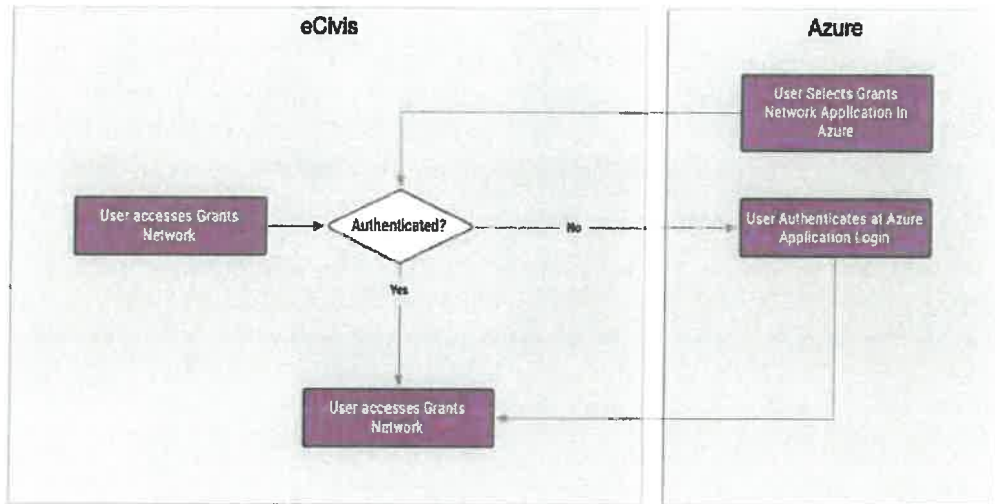 eCivis
Azure
User Selects Grants
Network Application In
Azure
User accesses Grants
Network
Authenticated?
No
User Authenticates at Azure
Application Login
Yes
User accesses Grants
Network